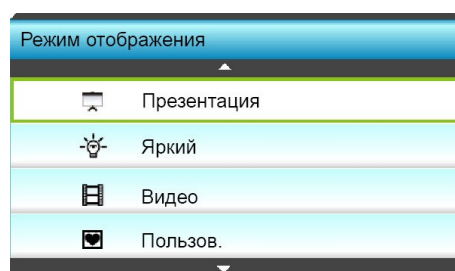 Режим отображения
Презентация
Яркий
Видео
Пользов.